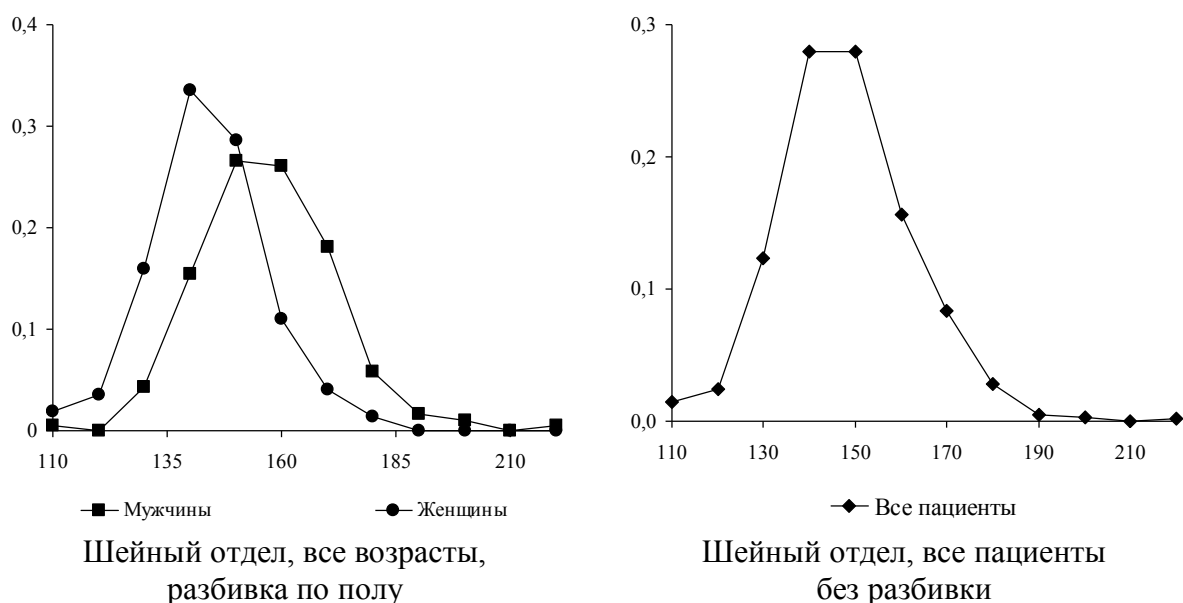 0,4
0,3
0,2
0,1
0
110 135 160 185 210
Мужчины Женщины
Шейный отдел, все возрасты,
разбивка по полу
0,3
0,2
0,1
0,0
110 130 150 170 190 210
Все пациенты
Шейный отдел, все пациенты
без разбивки